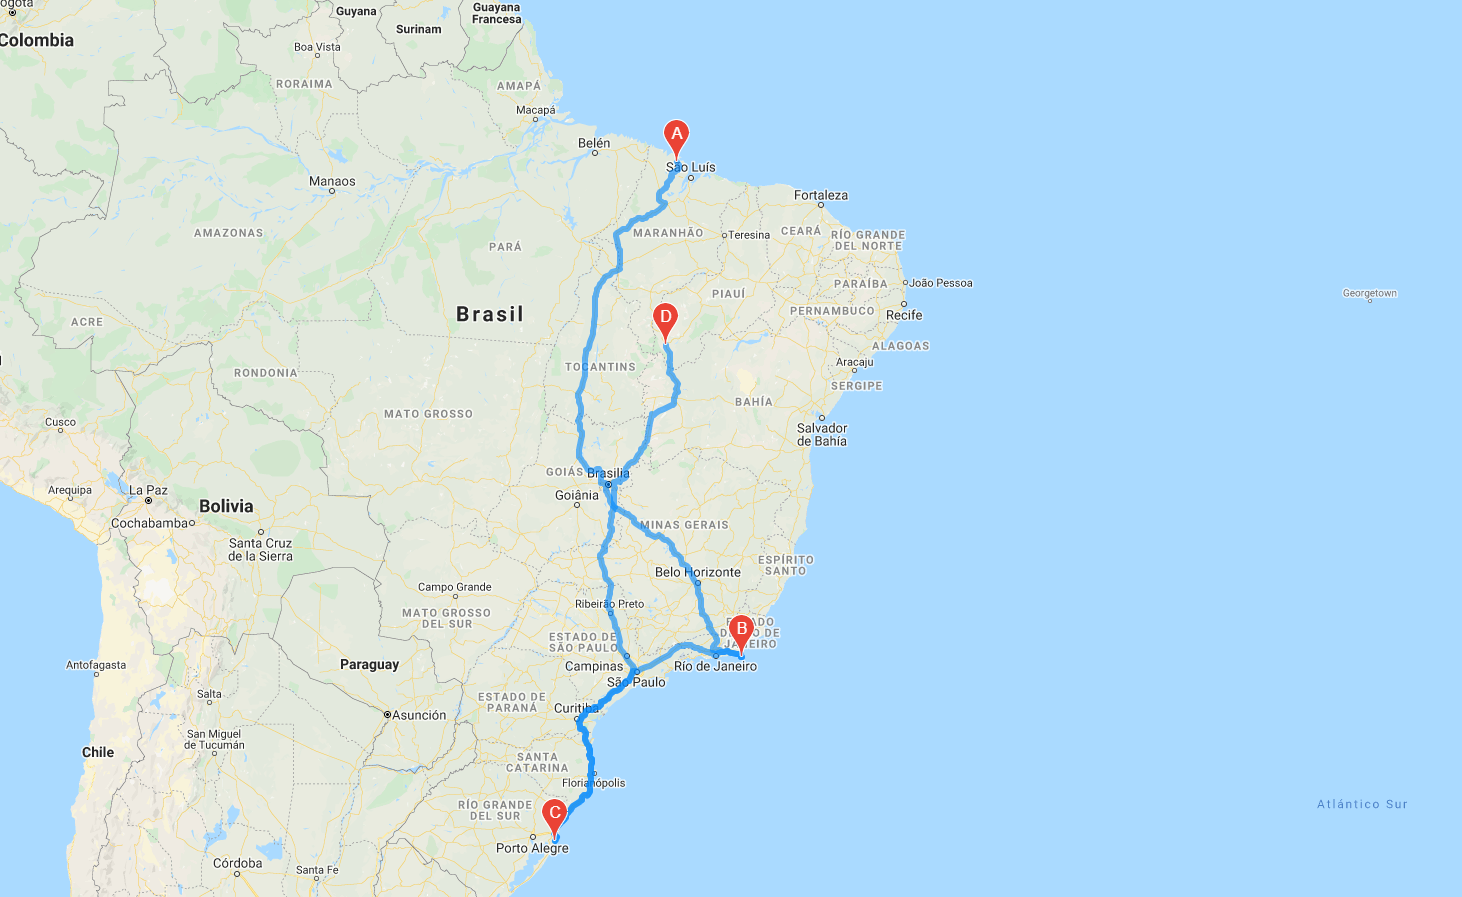 Bogotá
Colombia
Guyana
Surinam
Guayana
Francesa
Boa Vista
RORAIMA
AMAPÁ
Macapá
Belén
A
São Luís
Manaos
Fortaleza
AMAZONAS
PARÁ
MARANHÃO
Teresina
CEARÁ
RÍO GRANDE
DEL NORTE
João Pessoa
PARAÍBA
PIAUÍ
Georgetown
Brasil
D
PERNAMBUCO
Recife
ACRE
ALAGOAS
TOCANTINS
Aracaju
RONDONIA
SERGIPE
BAHÍA
MATO GROSSO
Cusco
Salvador
de Bahía
GOIÁS
Brasilia
Arequipa
La Paz
Goiânia
Bolivia
Cochabamba
MINAS GERAIS
Santa Cruz
de la Sierra
ESPÍRITO
SANTO
Belo Horizonte
Campo Grande
Ribeirão Preto
MATO GROSSO
DEL SUR
B
ESTADO DE
SÃO PAULO
Campinas
Río de Janeiro
Antofagasta
Paraguay
São Paulo
Salta
ESTADO DE
PARANÁ
Curitiba
Asunción
San Miguel
de Tucumán
Chile
SANTA
CATARINA
Florianópolis
RÍO GRANDE
DEL SUR
C
Atlántico Sur
Porto Alegre
Córdoba
Santa Fe